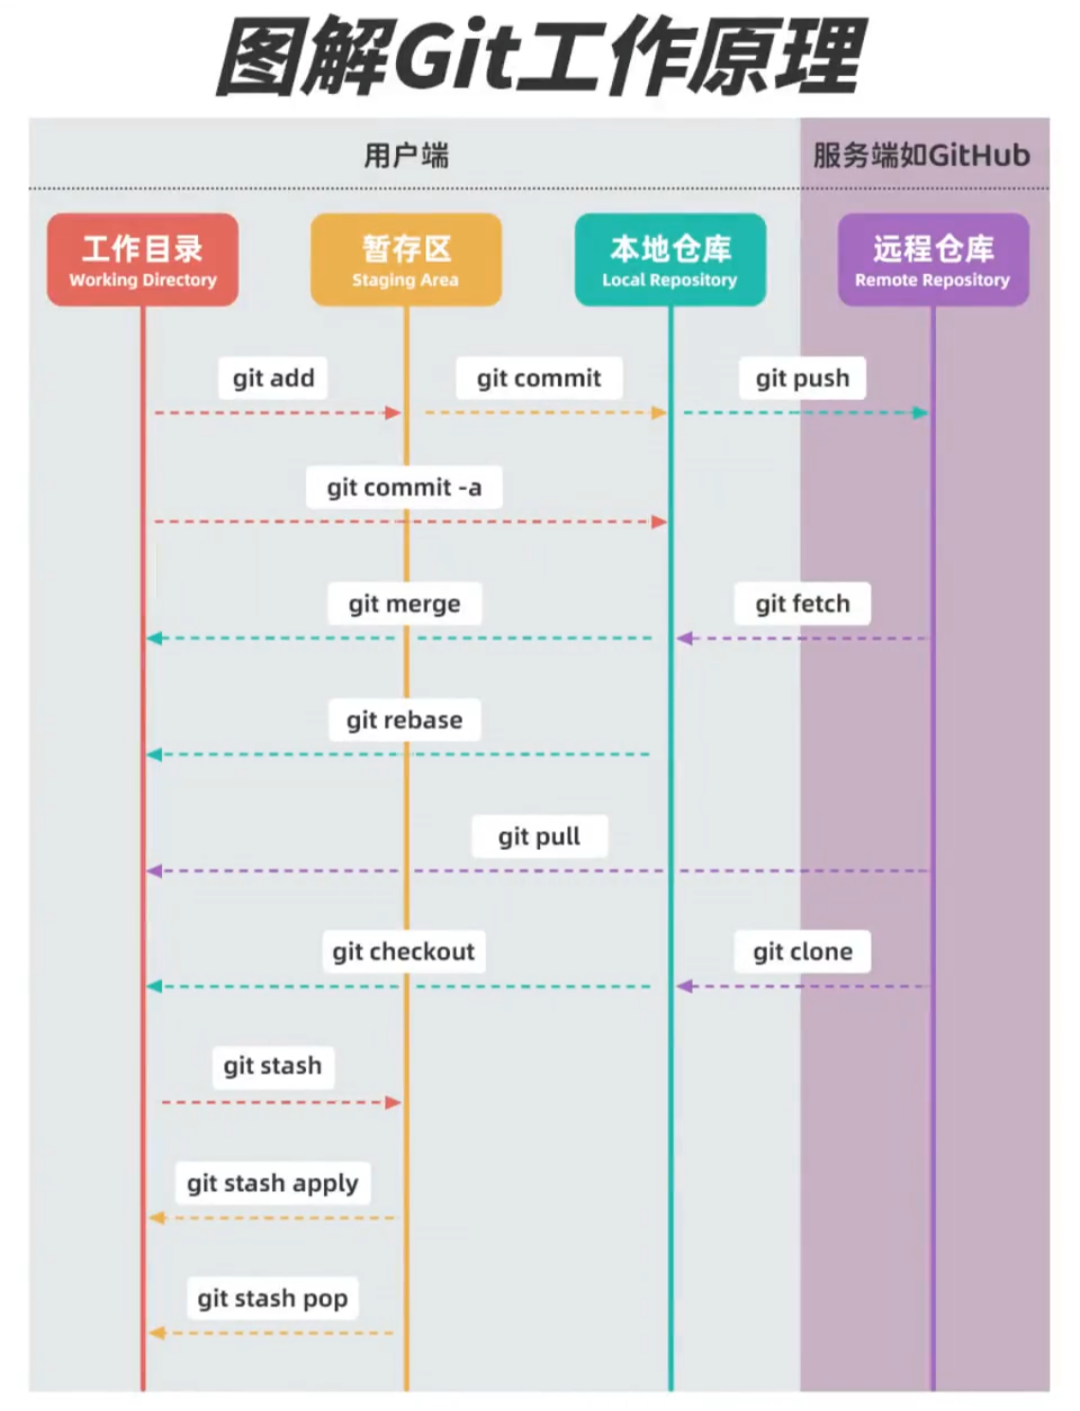 图解Git工作原理
用户端
服务端如GitHub
工作目录
Working Directory
暂存区
Staging Area
本地仓库
Local Repository
远程仓库
Remote Repository
git add
git commit
git push
git commit -a
git merge
git fetch
git rebase
git pull
git checkout
git clone
git stash
git stash apply
git stash pop